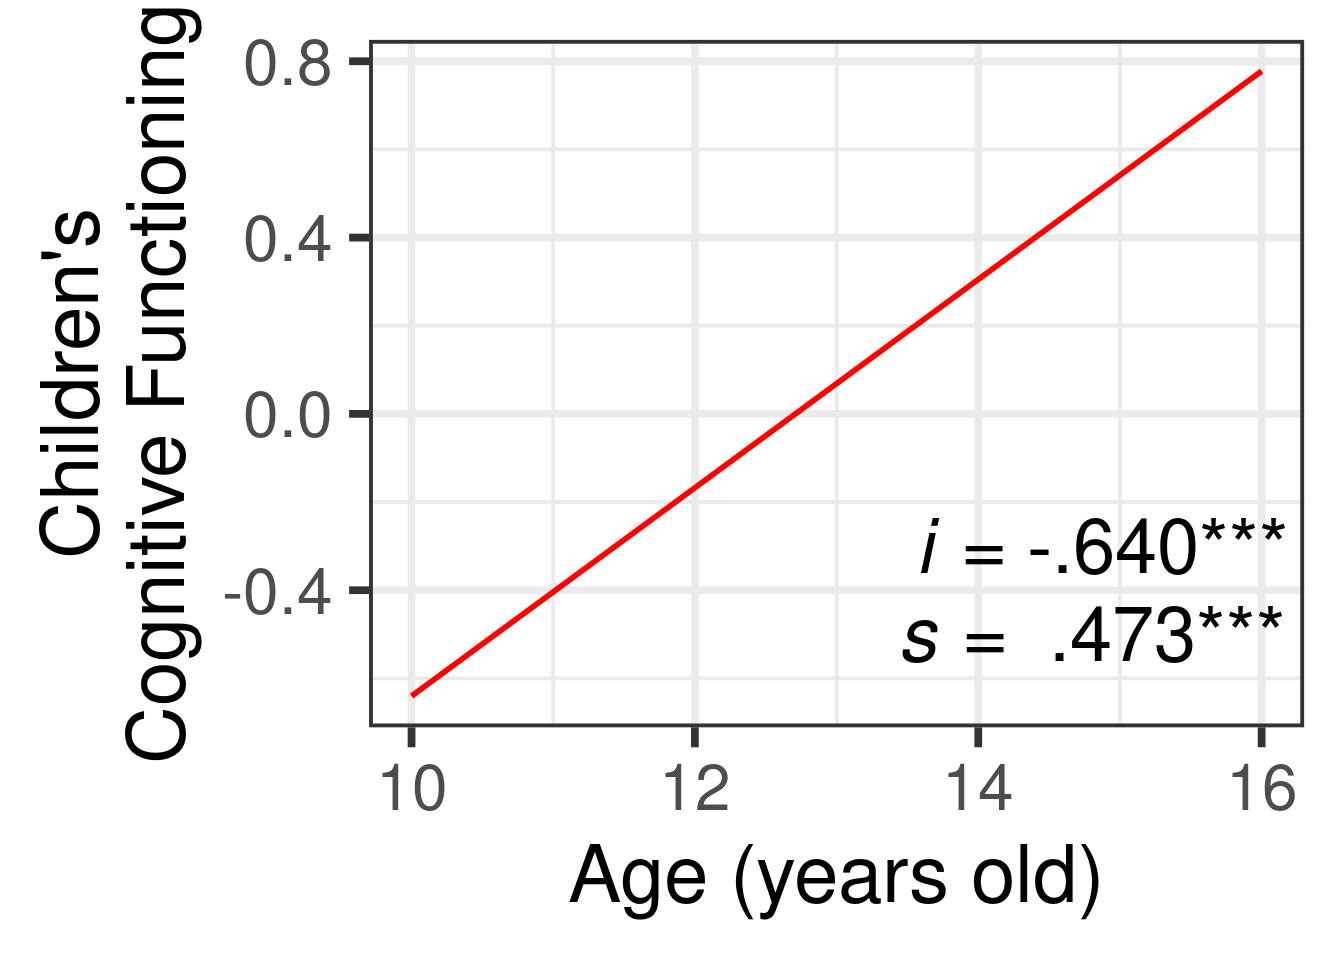 Children's
Cognitive Functioning
0.8
0.4
0.0
-0.4
i = -.640***
s = .473***
10 12 14 16
Age (years old)